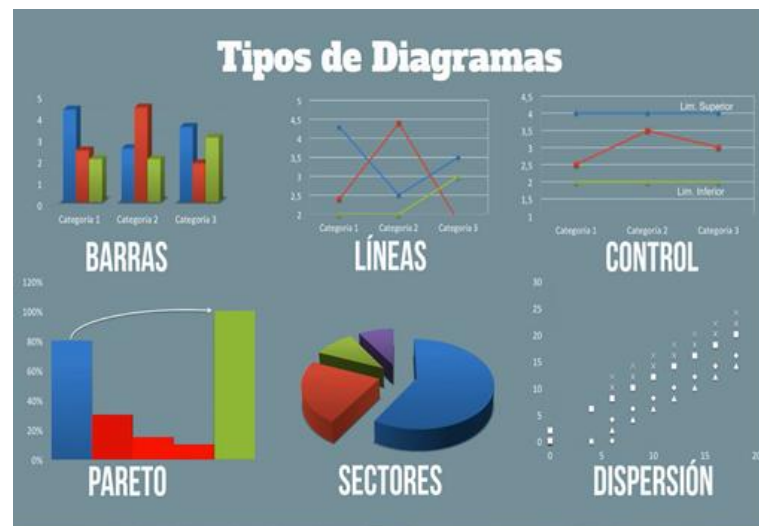 Tipos de Diagramas
5
4
3
2
1
0
Categoría 1 Categoría 2 Categoría 3
BARRAS
5
4,5
4
3,5
3
2,5
2
Categoría 1 Categoría 2 Categoría 3
LÍNEAS
4,5
4
3,5
3
2,5
2
1,5
1
Lim. Superior
Lim. Inferior
Categoría 1 Categoría 2 Categoría 3
CONTROL
120%
100%
80%
60%
40%
20%
0%
PARETO
SECTORES
30
25
20
15
10
5
0
0 5 10 15 20
DISPERSIÓN